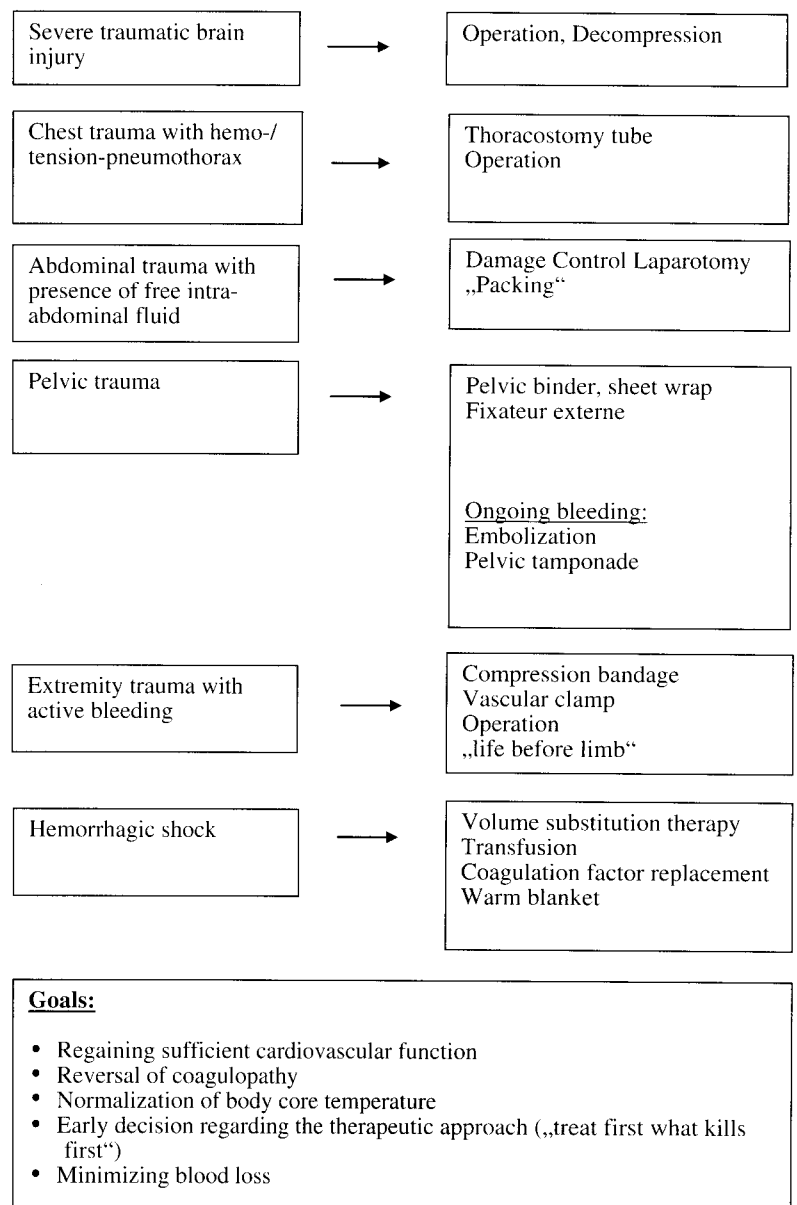 Severe traumatic brain
injury
Operation, Decompression
Chest trauma with hemo-/
tension-pneumothorax
Thoracostomy tube
Operation
Abdominal trauma with
presence of free intra-
abdominal fluid
Damage Control Laparotomy
„Packing“
Pelvic trauma
Pelvic binder, sheet wrap
Fixateur externe
Ongoing bleeding:
Embolization
Pelvic tamponade
Extremity trauma with
active bleeding
Compression bandage
Vascular clamp
Operation
„life before limb“
Hemorrhagic shock
Volume substitution therapy
Transfusion
Coagulation factor replacement
Warm blanket
Goals:
• Regaining sufficient cardiovascular function
• Reversal of coagulopathy
• Normalization of body core temperature
• Early decision regarding the therapeutic approach („treat first what kills
first“)
• Minimizing blood loss